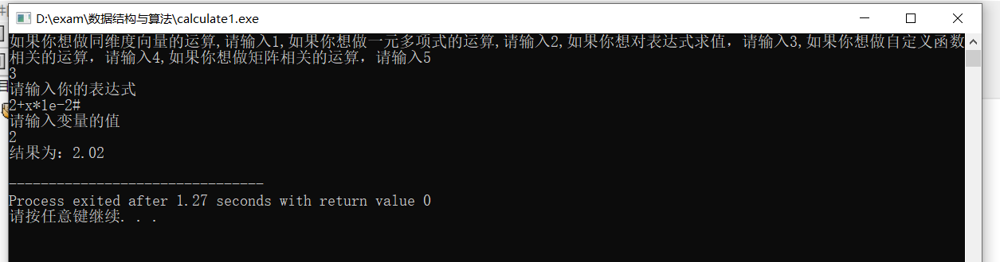 D:\exam\数据结构与算法\calculate1.exe
如果你想做同维度向量的运算,请输入1,如果你想做一元多项式的运算,请输入2,如果你想对表达式求值，请输入3,如果你想做自定义函数
相关的运算，请输入4,如果你想做矩阵相关的运算，请输入5
3
请输入你的表达式
2+x*1e-2#
请输入变量的值
2
结果为：2.02
--------------------------------
Process exited after 1.27 seconds with return value 0
请按任意键继续. . .